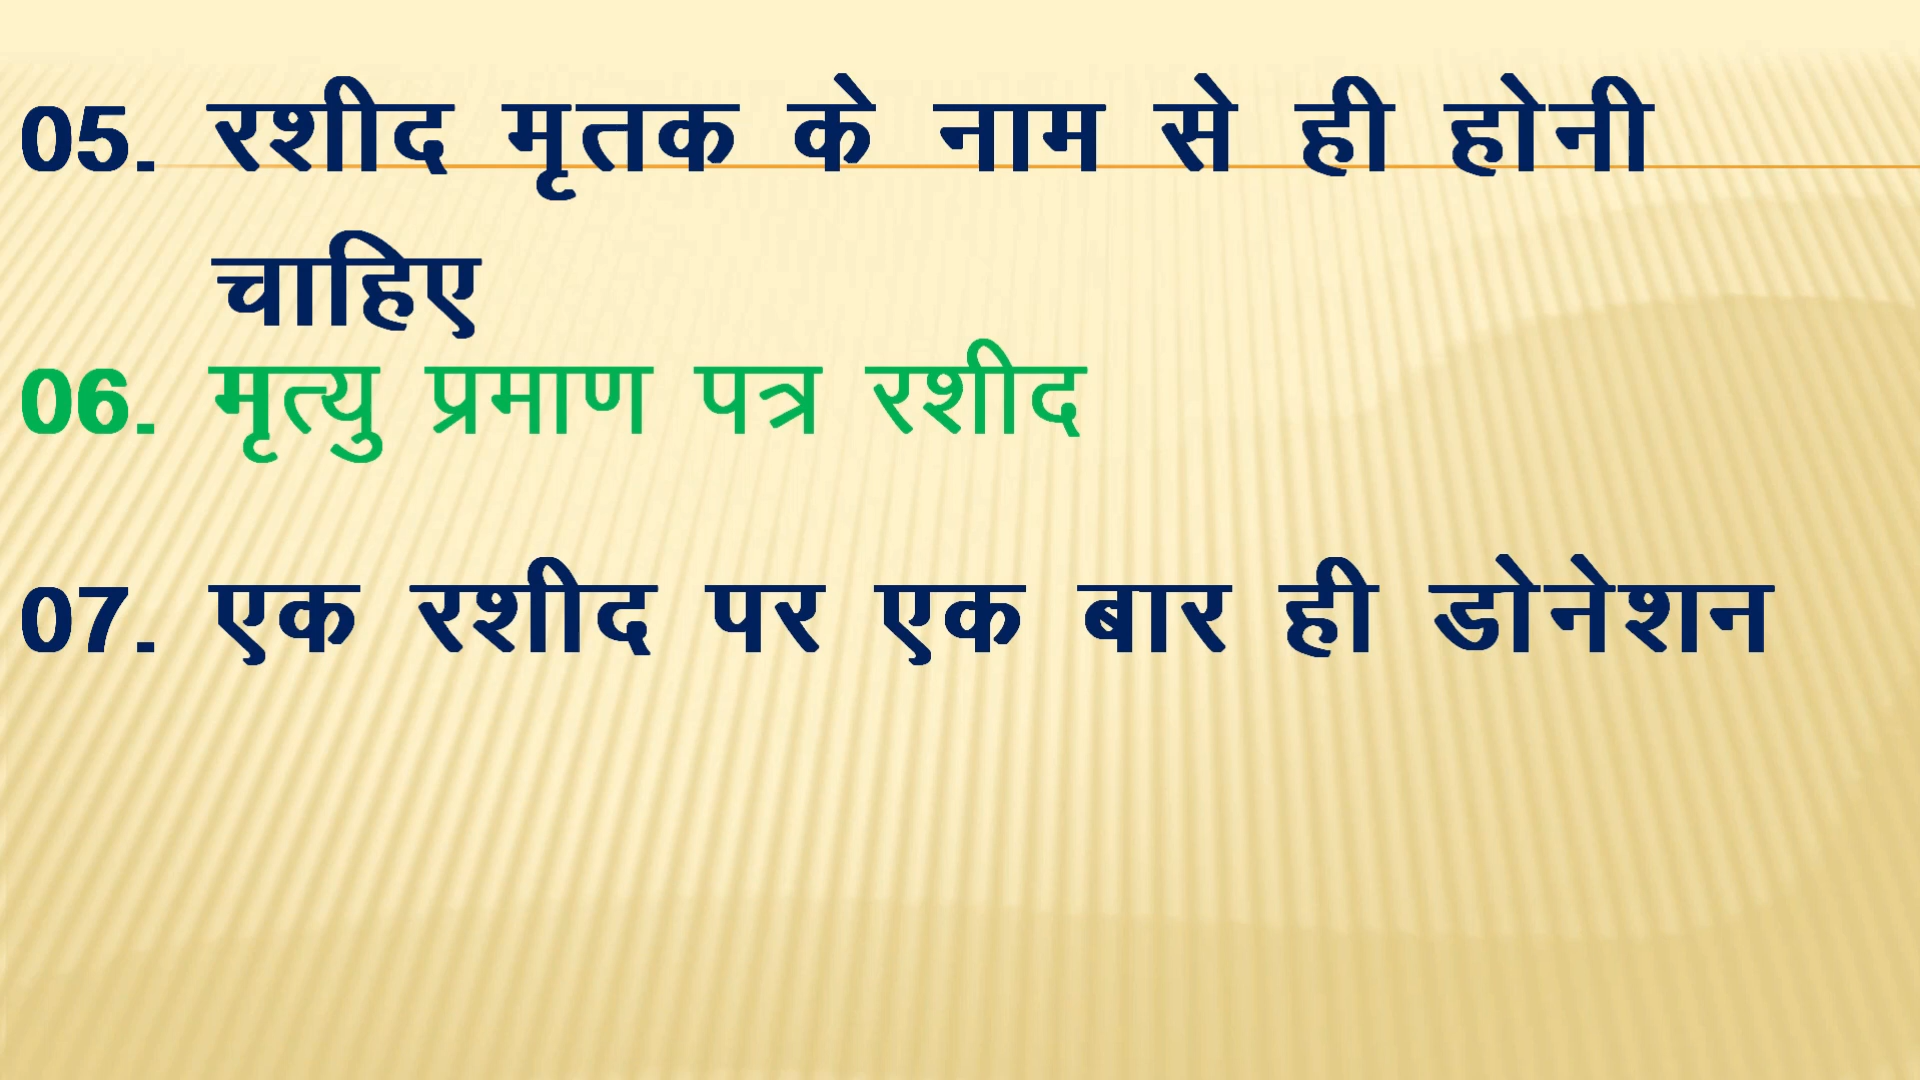 05. रशीद मृतक के नाम से ही होनी
चाहिए
06. मृत्यु प्रमाण पत्र रशीद
07. एक रशीद पर एक बार ही डोनेशन